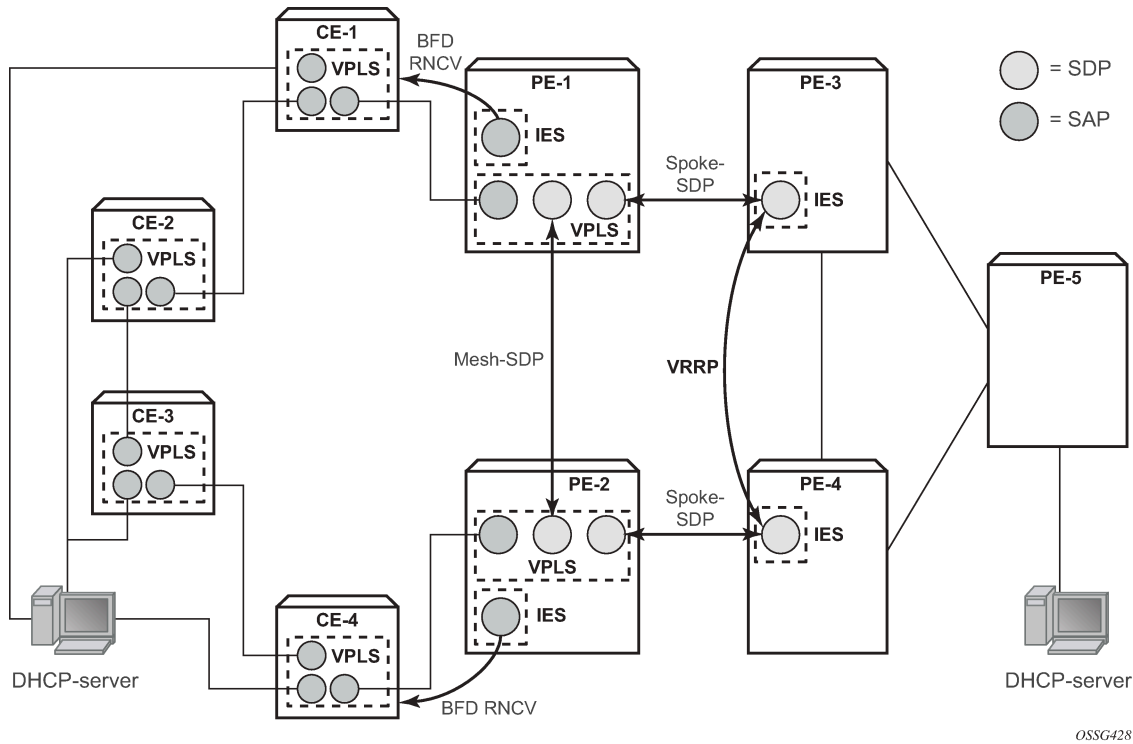 CE-1
VPLS
BFD
RNCV
PE-1
IES
VPLS
Spoke-
SDP
PE-3
IES
= SDP
= SAP
CE-2
VPLS
PE-5
Mesh-SDP
VRRP
CE-3
VPLS
PE-2
VPLS
IES
Spoke-
SDP
PE-4
IES
CE-4
VPLS
BFD RNCV
DHCP-server
DHCP-server
OSSG428